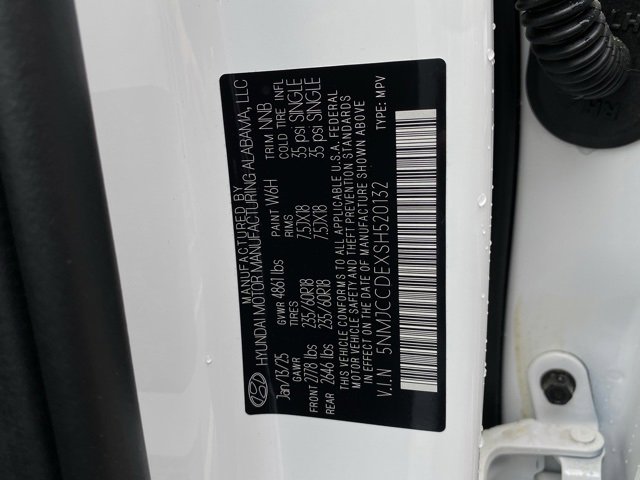 MANUFACTURED BY
HYUNDAI MOTOR MANUFACTURING ALABAMA, LLC
Jan/13/25 GVWR 4861 lbs PAINT W6H TRIM NNB
GAWR TIRES RIMS COLD TIRE INFL
FRONT 2778 lbs 235/60R18 7.5JX18 35 psi SINGLE
REAR 2646 lbs 235/60R18 7.5JX18 35 psi SINGLE
THIS VEHICLE CONFORMS TO ALL APPLICABLE U.S.A. FEDERAL
MOTOR VEHICLE SAFETY AND THEFT PREVENTION STANDARDS
IN EFFECT ON THE DATE OF MANUFACTURE SHOWN ABOVE
V.I.N 5NMJCCDEXSH520132 TYPE: MPV